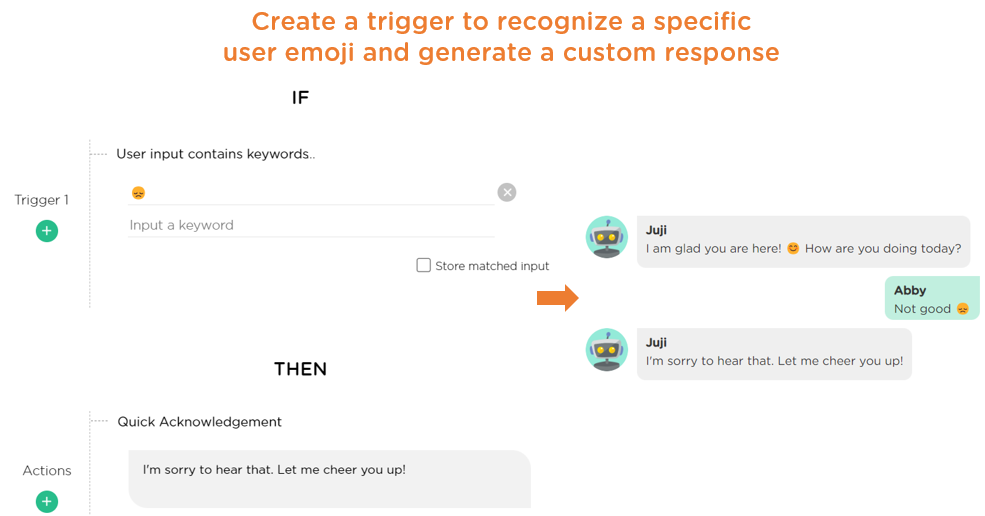 Create a trigger to recognize a specific
user emoji and generate a custom response
IF
User input contains keywords..
Trigger 1
😞
Input a keyword
Store matched input
THEN
Quick Acknowledgement
Actions
I'm sorry to hear that. Let me cheer you up!
Juji
I am glad you are here! 😊 How are you doing today?
Abby
Not good 😞
Juji
I'm sorry to hear that. Let me cheer you up!